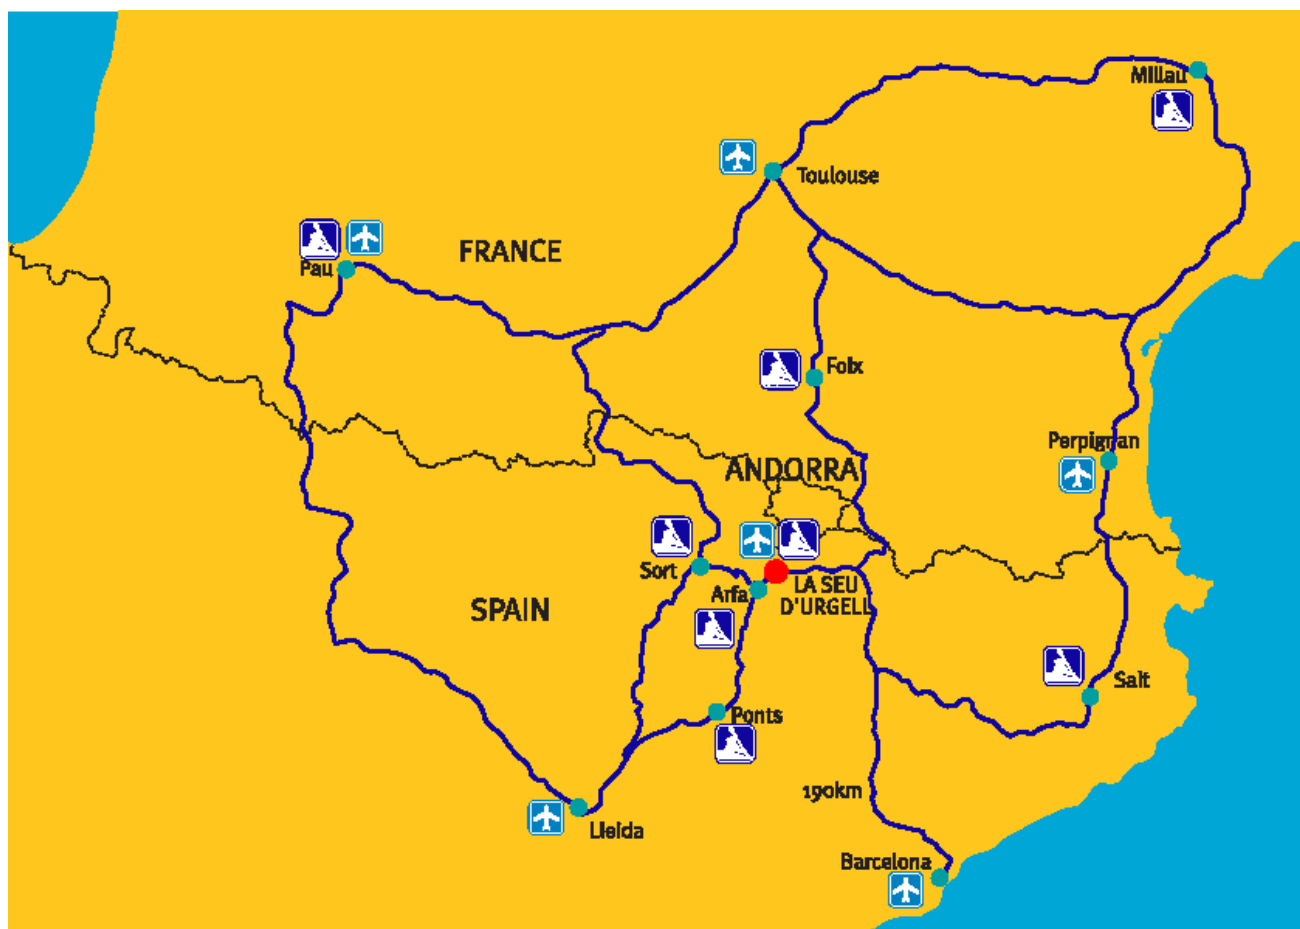 Millau
Toulouse
FRANCE
Pau
Foix
Perpignan
ANDORRA
Sort
Arfa
LA SEU
D'URGELL
SPAIN
Salt
Ponts
190km
Lleida
Barcelona